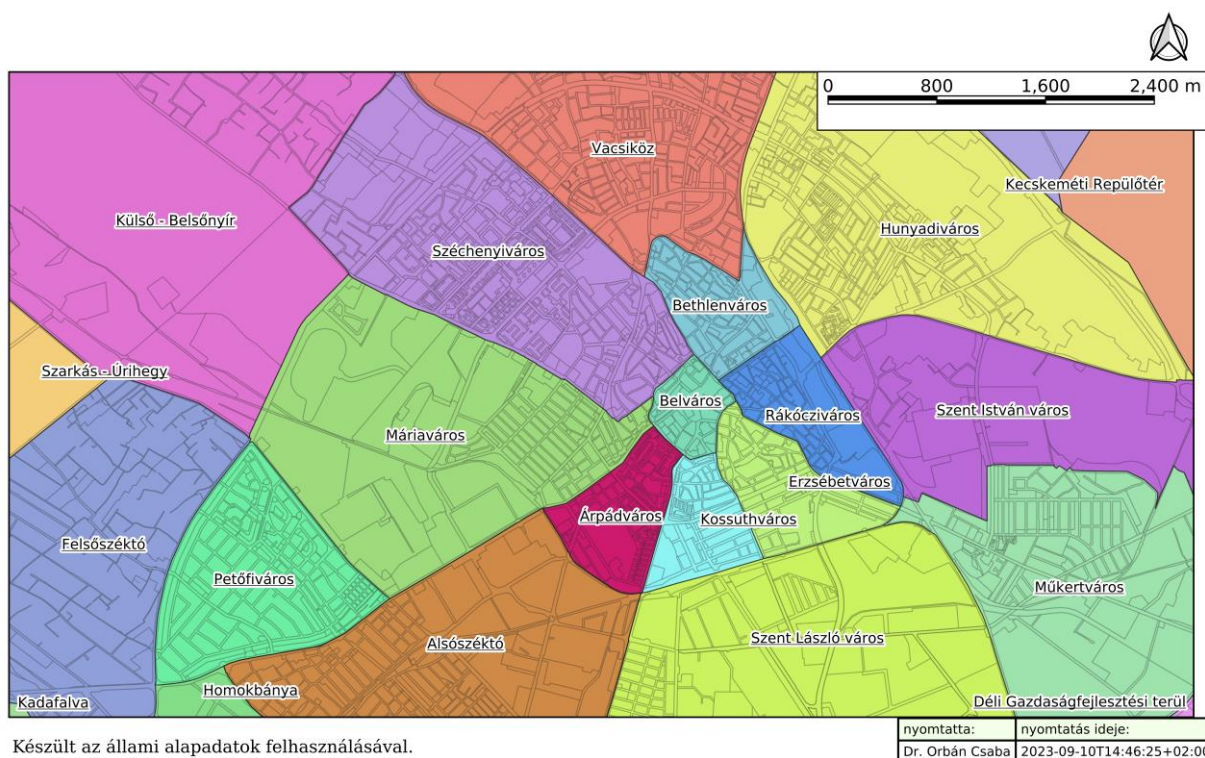 0 800 1,600 2,400 m
Vacsiköz
Kecskeméti Repülőtér
Külső - Belsőnyír
Hunyadiváros
Széchenyiváros
Bethlenváros
Szarkás - Úrihegy
Belváros
Szent István város
Rákócziváros
Máriaváros
Erzsébetváros
Árpádváros
Kossuthváros
Felsőszéktó
Petőfiváros
Műkertváros
Szent László város
Alsószéktó
Homokbánya
Kadafalva
Déli Gazdaságfejlesztési terül
Készült az állami alapadatok felhasználásával.
nyomtatta: nyomtatás ideje:
Dr. Orbán Csaba 2023-09-10T14:46:25+02:00